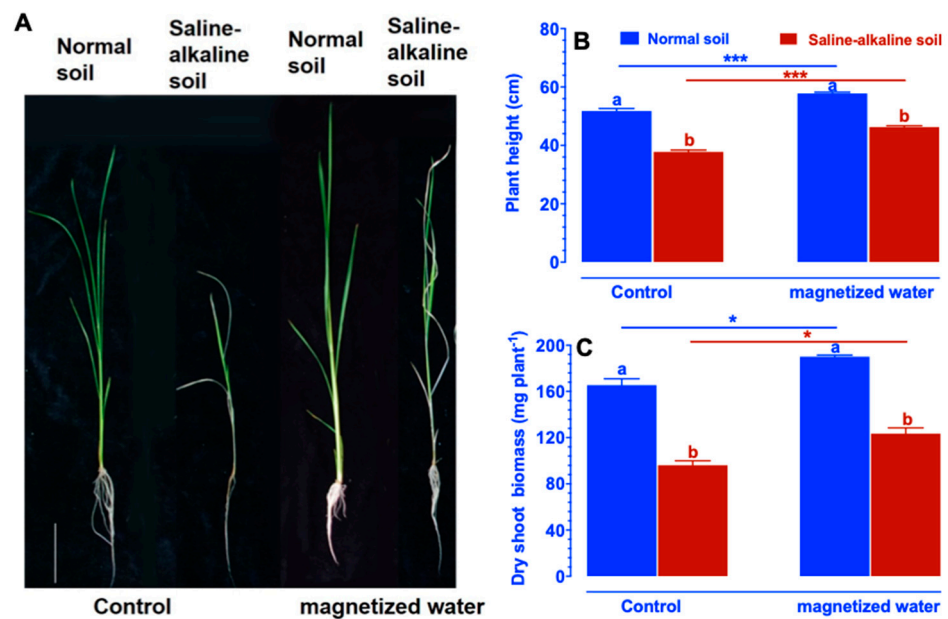 A
Normal
soil
Saline-
alkaline
soil
Normal
soil
Saline-
alkaline
soil
Control
magnetized water
B
Normal soil
Saline-alkaline soil
***
***
Plant height (cm)
80
60
40
20
0
a
b
a
b
Control
magnetized water
C
*
*
Dry shoot biomass (mg plant⁻¹)
200
160
120
80
40
0
a
b
a
b
Control
magnetized water